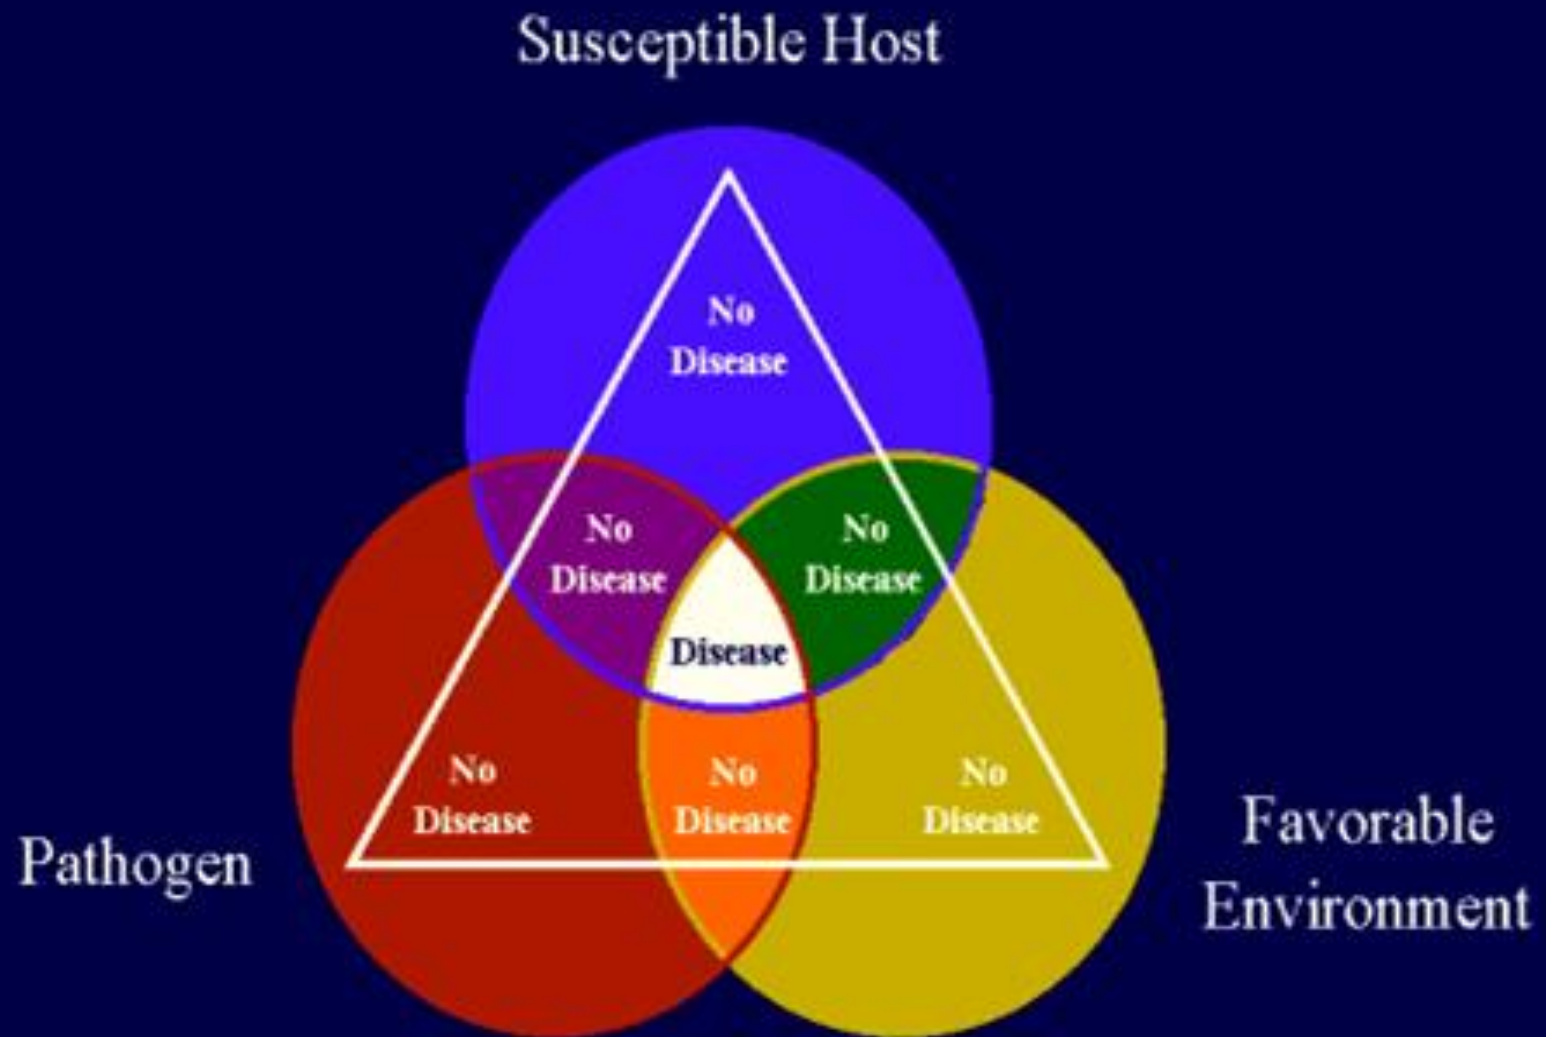 Susceptible Host
No
Disease
No
Disease
No
Disease
Disease
No
Disease
No
Disease
No
Disease
Pathogen
Favorable
Environment